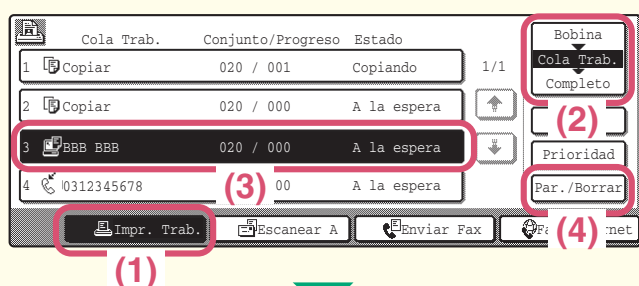 Cola Trab. Conjunto/Progreso Estado
1 Copiar 020 / 001 Copiando
2 Copiar 020 / 000 A la espera
3 BBB BBB 020 / 000 A la espera
4 0312345678 00 A la espera
1/1
Bobina
Cola Trab.
Completo
(2)
Prioridad
Par./Borrar
(3)
(4)
Impr. Trab. Escanear A Enviar Fax
(1)